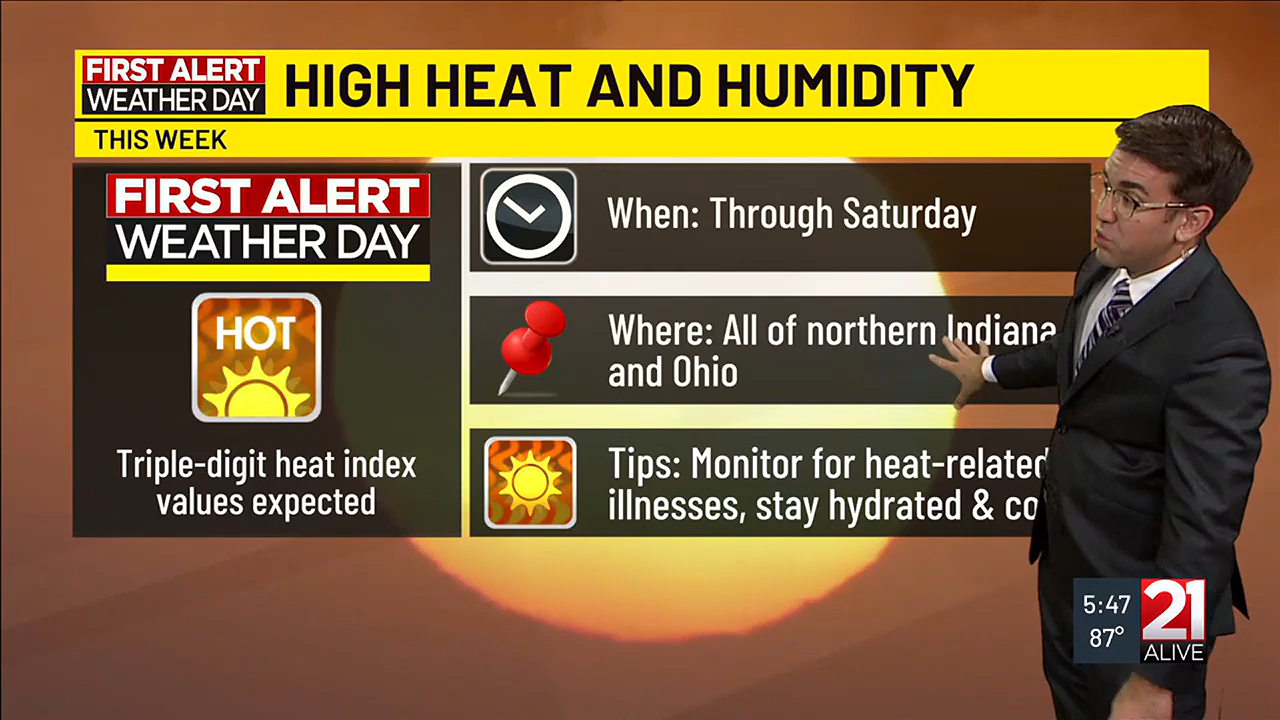 FIRST ALERT
WEATHER DAY
HIGH HEAT AND HUMIDITY
THIS WEEK
FIRST ALERT
WEATHER DAY
HOT
Triple-digit heat index
values expected
When: Through Saturday
Where: All of northern Indiana
and Ohio
Tips: Monitor for heat-related
illnesses, stay hydrated &
5:47
87°
21
ALIVE